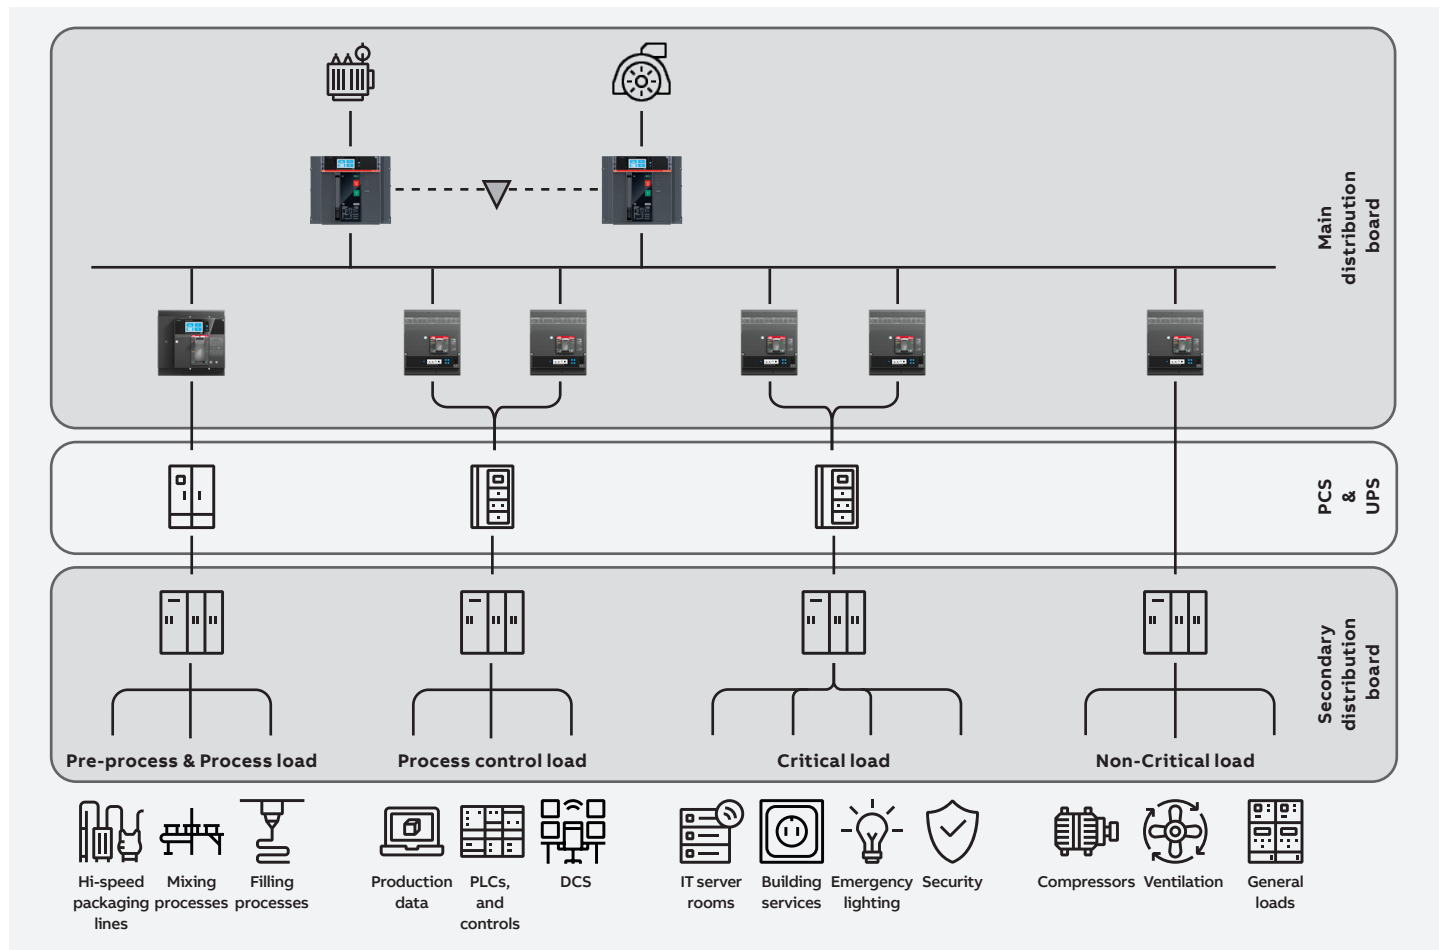 Main
distribution
board
PCS
&
UPS
Secondary
distribution
board
Pre-process & Process load
Process control load
Critical load
Non-Critical load
Hi-speed
packaging
lines
Mixing
processes
Filling
processes
Production
data
PLCs,
and
controls
DCS
IT server
rooms
Building
services
Emergency
lighting
Security
Compressors
Ventilation
General
loads